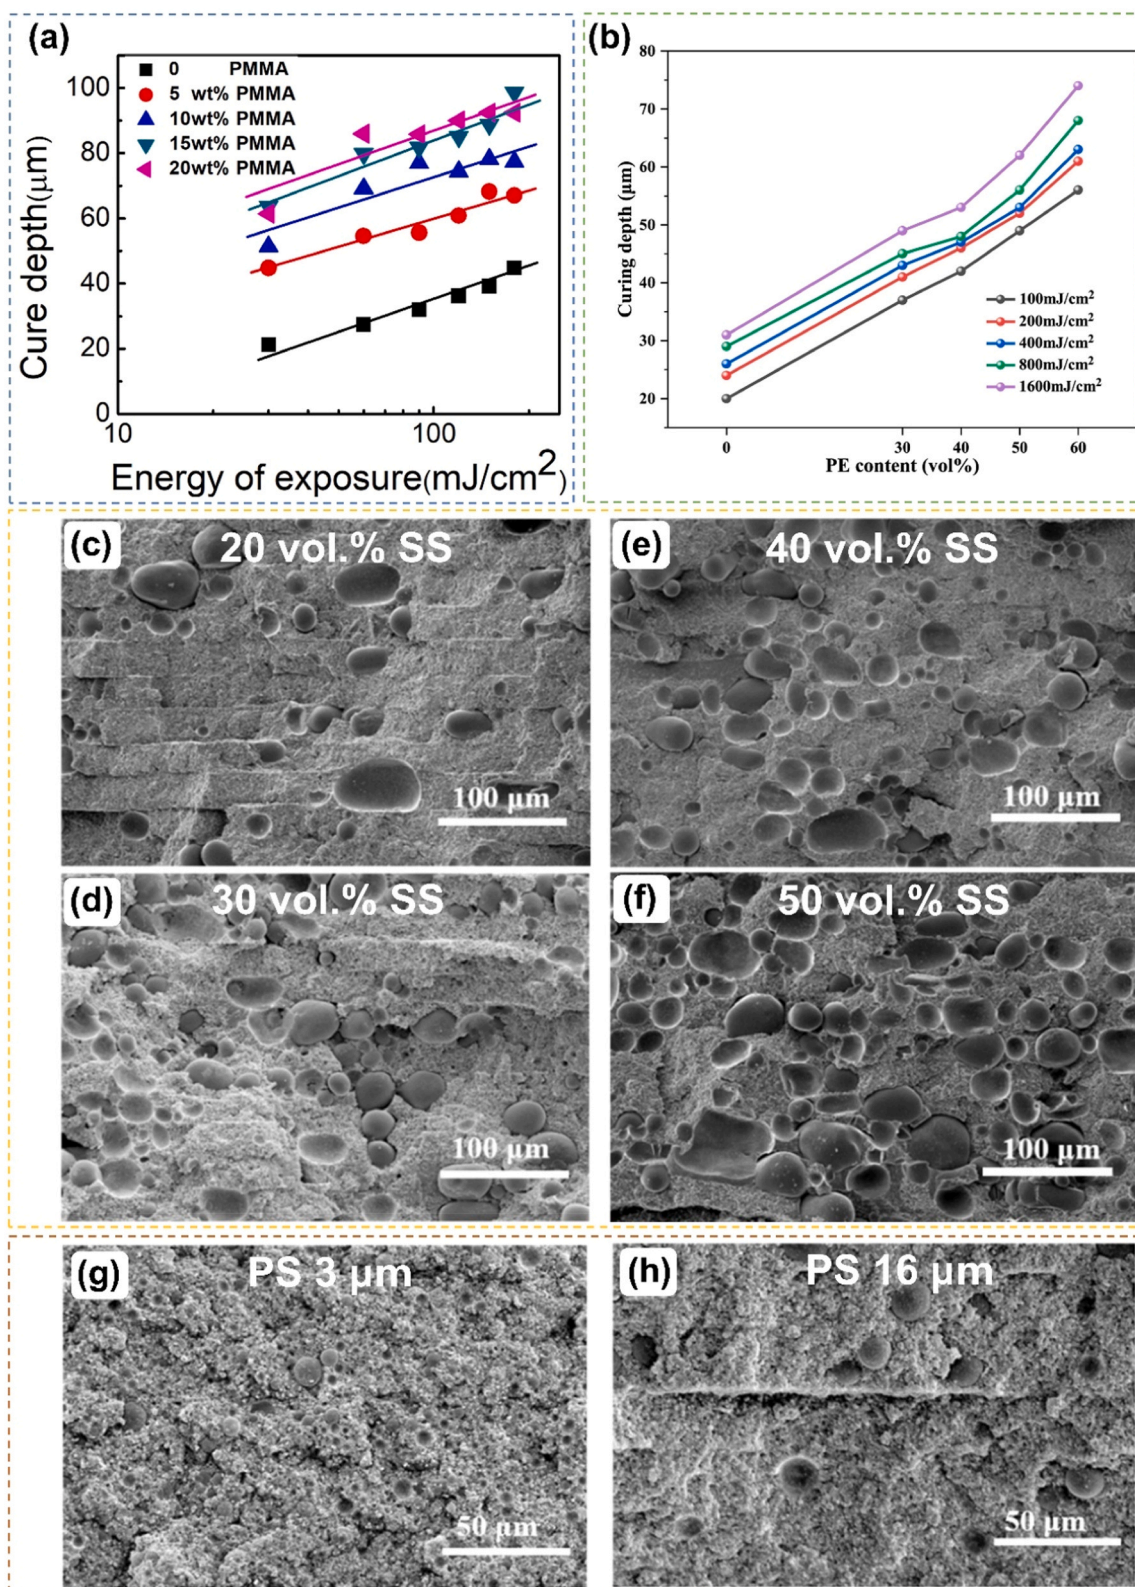 (a)
0 PMMA
5 wt% PMMA
10wt% PMMA
15wt% PMMA
20wt% PMMA
100
80
60
40
20
0
Cure depth(μm)
10
100
Energy of exposure(mJ/cm²)
(b)
80
70
60
50
40
30
20
Curing depth (μm)
100mJ/cm²
200mJ/cm²
400mJ/cm²
800mJ/cm²
1600mJ/cm²
0 30 40 50 60
PE content (vol%)
(c) 20 vol.% SS
100 μm
(e) 40 vol.% SS
100 μm
(d) 30 vol.% SS
100 μm
(f) 50 vol.% SS
100 μm
(g) PS 3 μm
50 μm
(h) PS 16 μm
50 μm